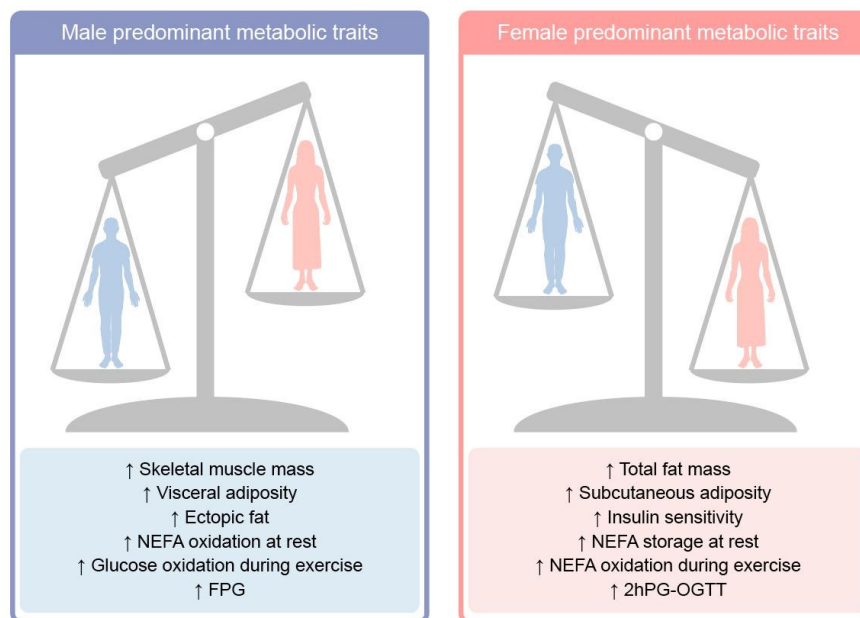 Male predominant metabolic traits
↑ Skeletal muscle mass
↑ Visceral adiposity
↑ Ectopic fat
↑ NEFA oxidation at rest
↑ Glucose oxidation during exercise
↑ FPG
Female predominant metabolic traits
↑ Total fat mass
↑ Subcutaneous adiposity
↑ Insulin sensitivity
↑ NEFA storage at rest
↑ NEFA oxidation during exercise
↑ 2hPG-OGTT